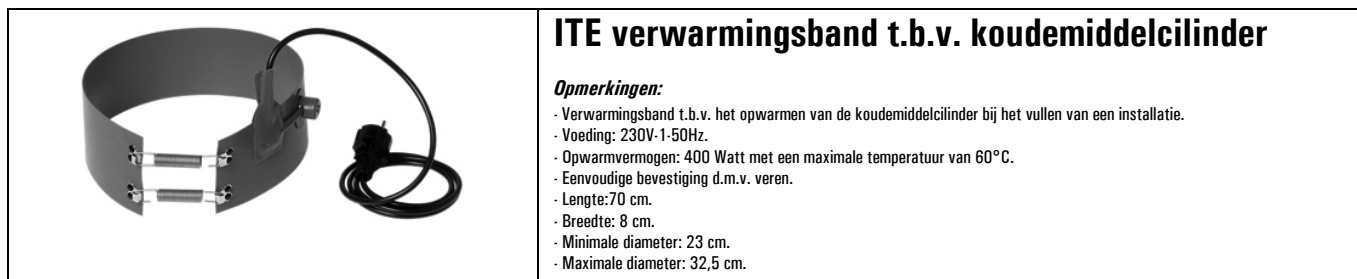 ITE verwarmingsband t.b.v. koudemiddelcilinder
Opmerkingen:
· Verwarmingsband t.b.v. het opwarmen van de koudemiddelcilinder bij het vullen van een installatie.
· Voeding: 230V-1-50Hz.
· Opwarmvermogen: 400 Watt met een maximale temperatuur van 60°C.
· Eenvoudige bevestiging d.m.v. veren.
· Lengte:70 cm.
· Breedte: 8 cm.
· Minimale diameter: 23 cm.
· Maximale diameter: 32,5 cm.